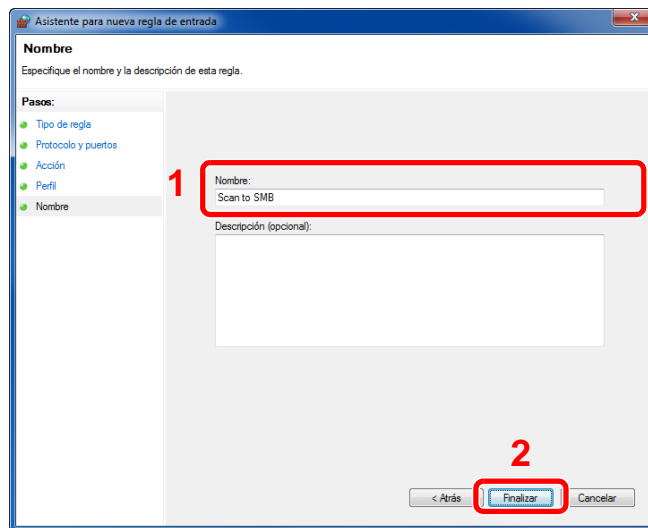 Asistente para nueva regla de entrada
Nombre
Especifique el nombre y la descripción de esta regla.
Pasos:
Tipo de regla
Protocolo y puertos
Acción
Perfil
Nombre
1
Nombre:
Scan to SMB
Descripción (opcional):
2
< Atrás
Finalizar
Cancelar